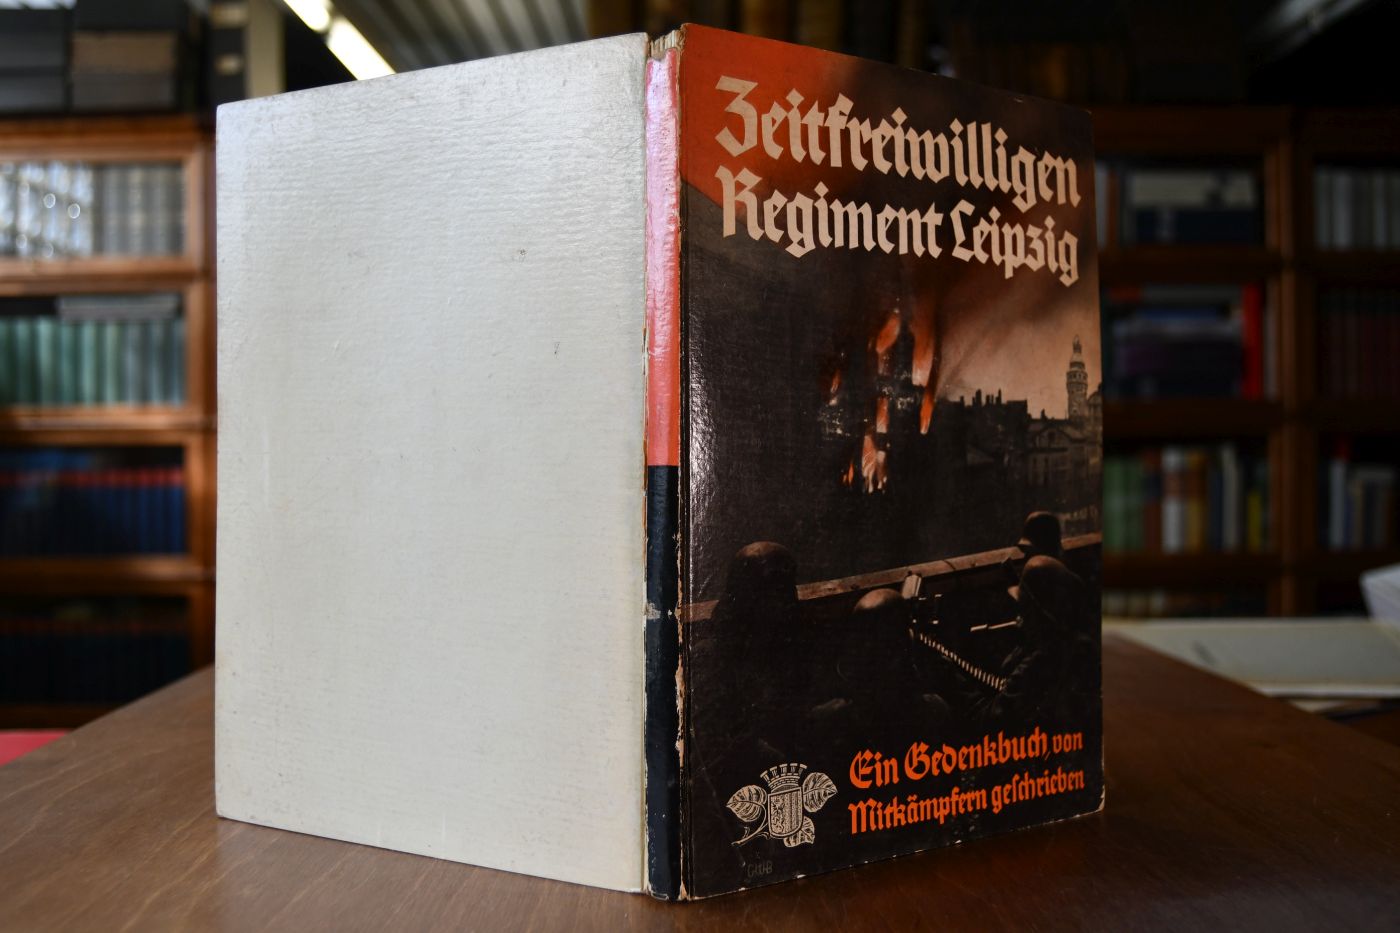 Zeitfreiwilligen
Regiment Leipzig
Ein Gedenkbuch, von
Mitkämpfern geschrieben